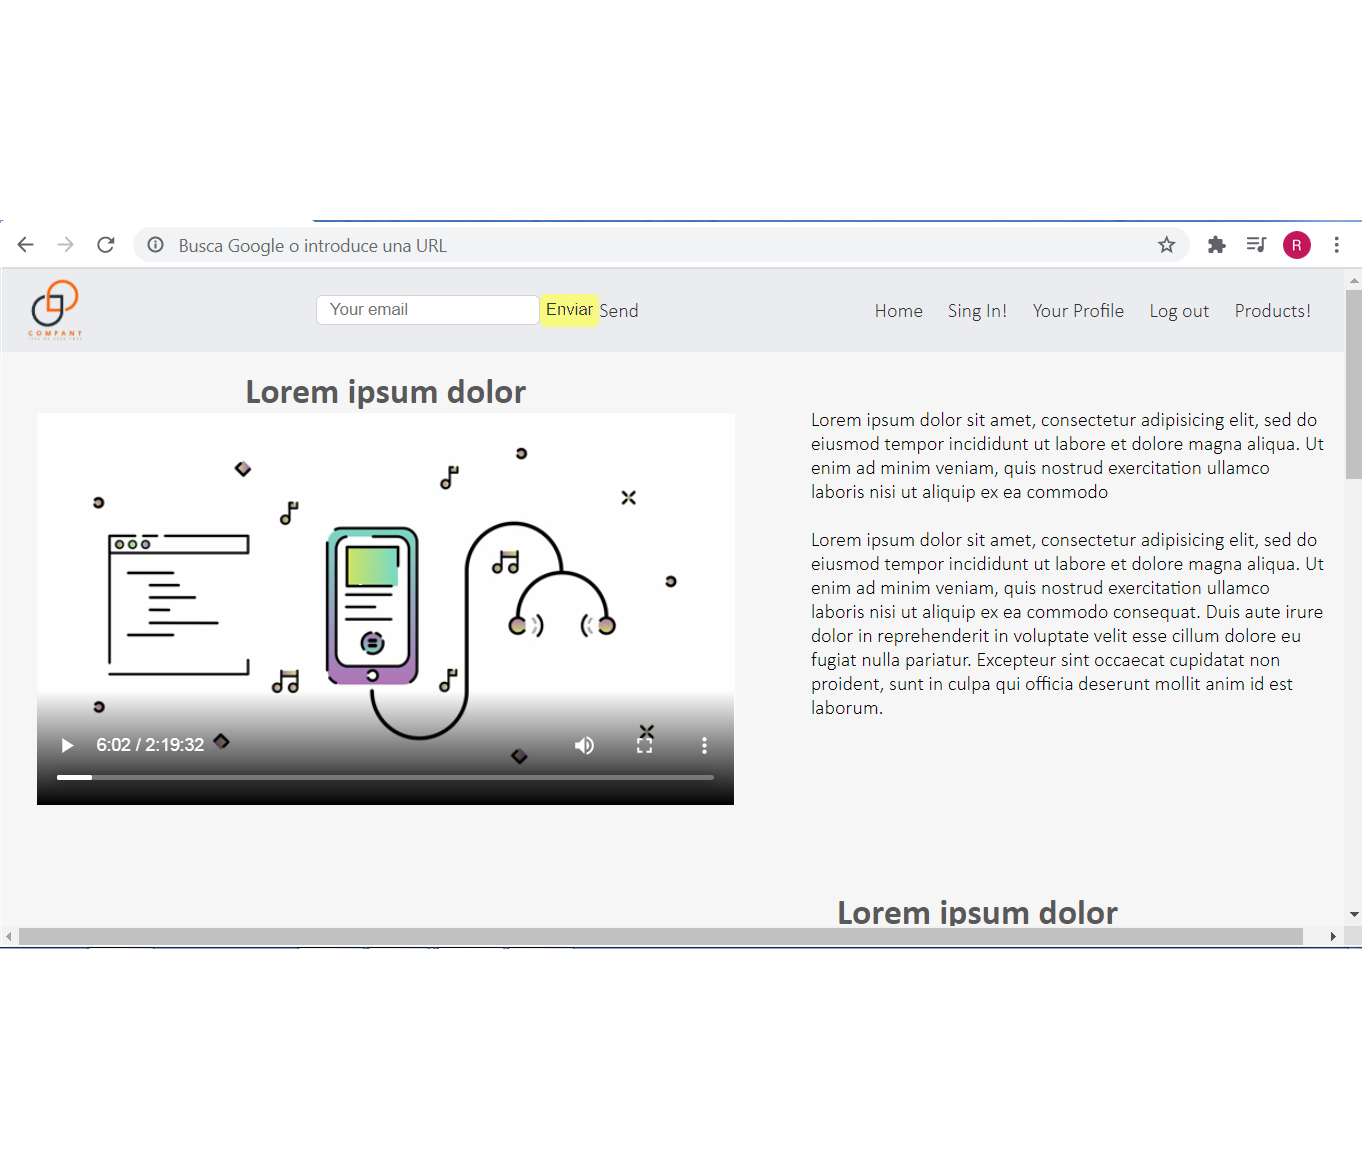 Busca Google o introduce una URL
R
COMPANT
Your email
Enviar
Send
Home
Sing In!
Your Profile
Log out
Products!
Lorem ipsum dolor
Lorem ipsum dolor sit amet, consectetur adipisicing elit, sed do
eiusmod tempor incididunt ut labore et dolore magna aliqua. Ut
enim ad minim veniam, quis nostrud exercitation ullamco
laboris nisi ut aliquip ex ea commodo
Lorem ipsum dolor sit amet, consectetur adipisicing elit, sed do
eiusmod tempor incididunt ut labore et dolore magna aliqua. Ut
enim ad minim veniam, quis nostrud exercitation ullamco
laboris nisi ut aliquip ex ea commodo consequat. Duis aute irure
dolor in reprehenderit in voluptate velit esse cillum dolore eu
fugiat nulla pariatur. Excepteur sint occaecat cupidatat non
proident, sunt in culpa qui officia deserunt mollit anim id est
laborum.
6:02 / 2:19:32
Lorem ipsum dolor